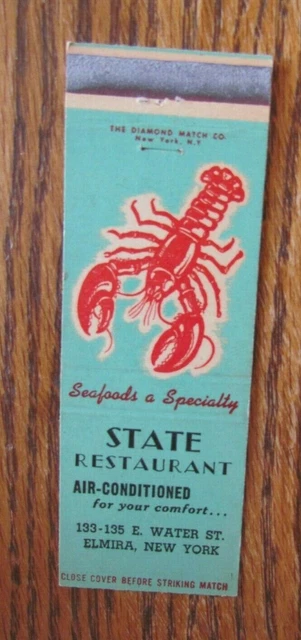 THE DIAMOND MATCH CO.
New York, N.Y.
Seafoods a Specialty
STATE
RESTAURANT
AIR-CONDITIONED
for your comfort...
133-135 E. WATER ST.
ELMIRA, NEW YORK
CLOSE COVER BEFORE STRIKING MATCH